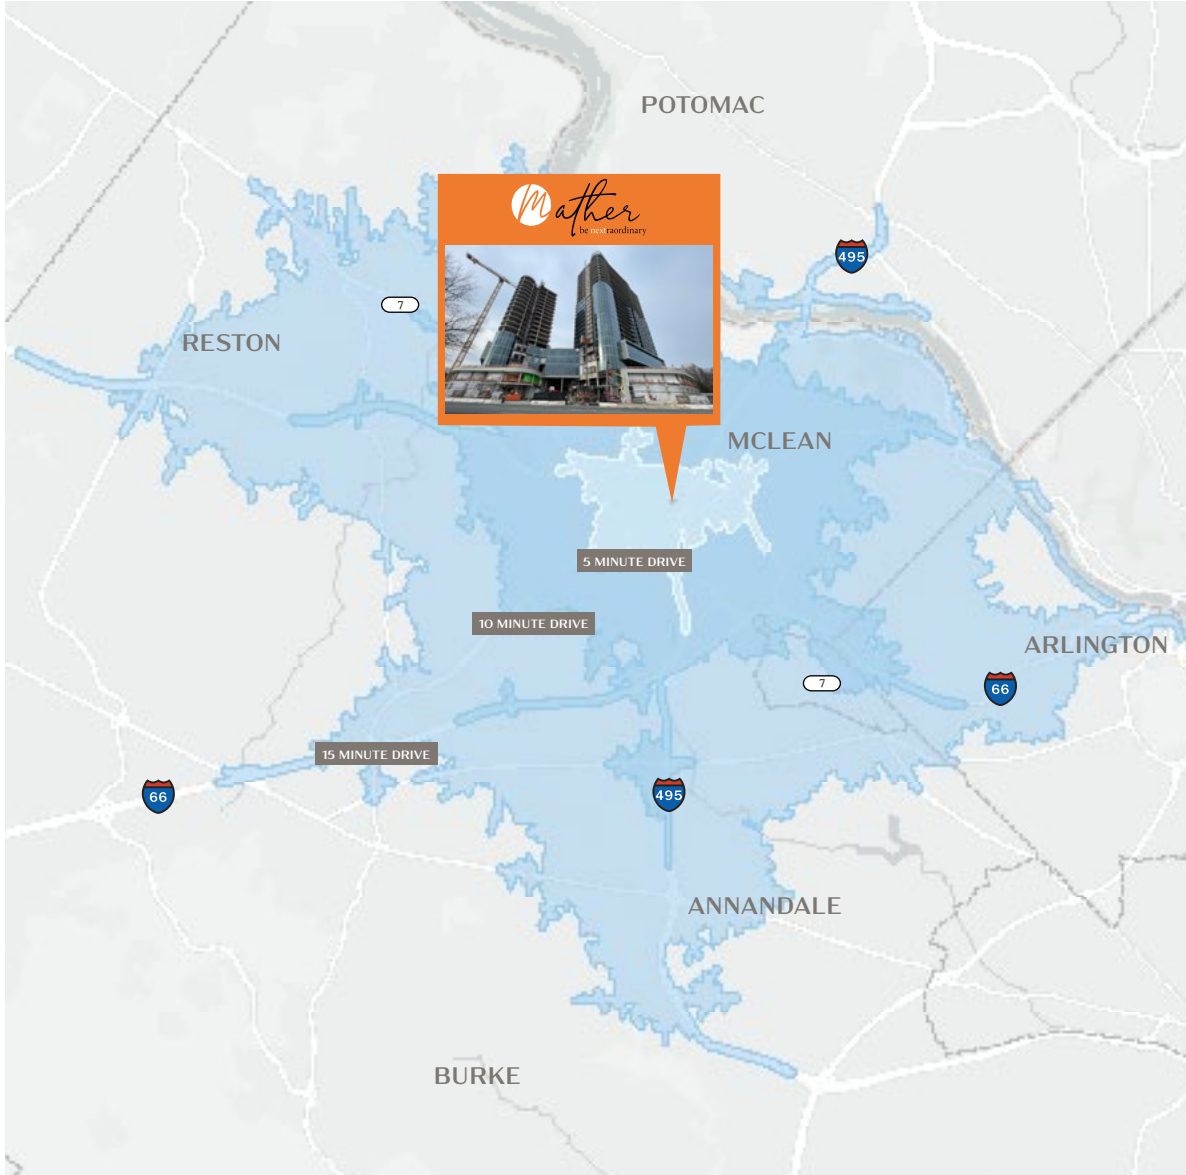 POTOMAC
Mather
be nextraordinary
495
7
RESTON
MCLEAN
5 MINUTE DRIVE
10 MINUTE DRIVE
ARLINGTON
7
66
15 MINUTE DRIVE
66
495
ANNANDALE
BURKE